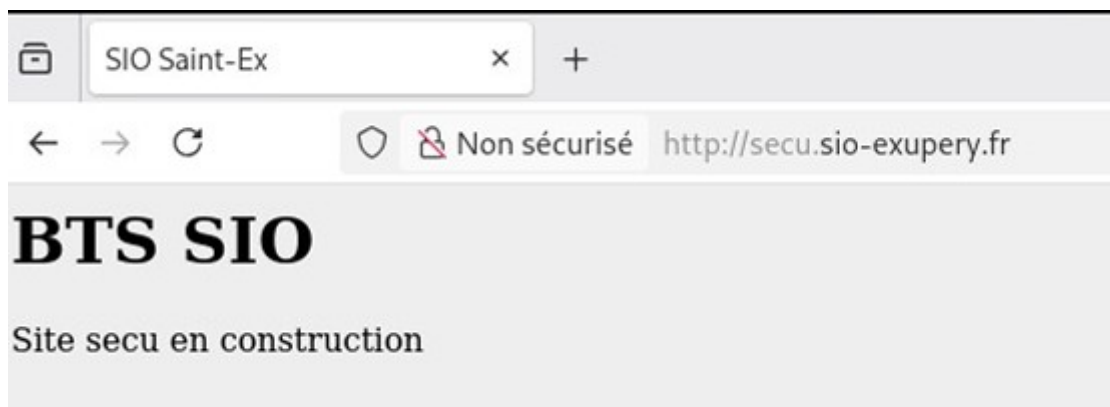 SIO Saint-Ex
Non sécurisé http://secu.sio-exupery.fr
BTS SIO
Site secu en construction